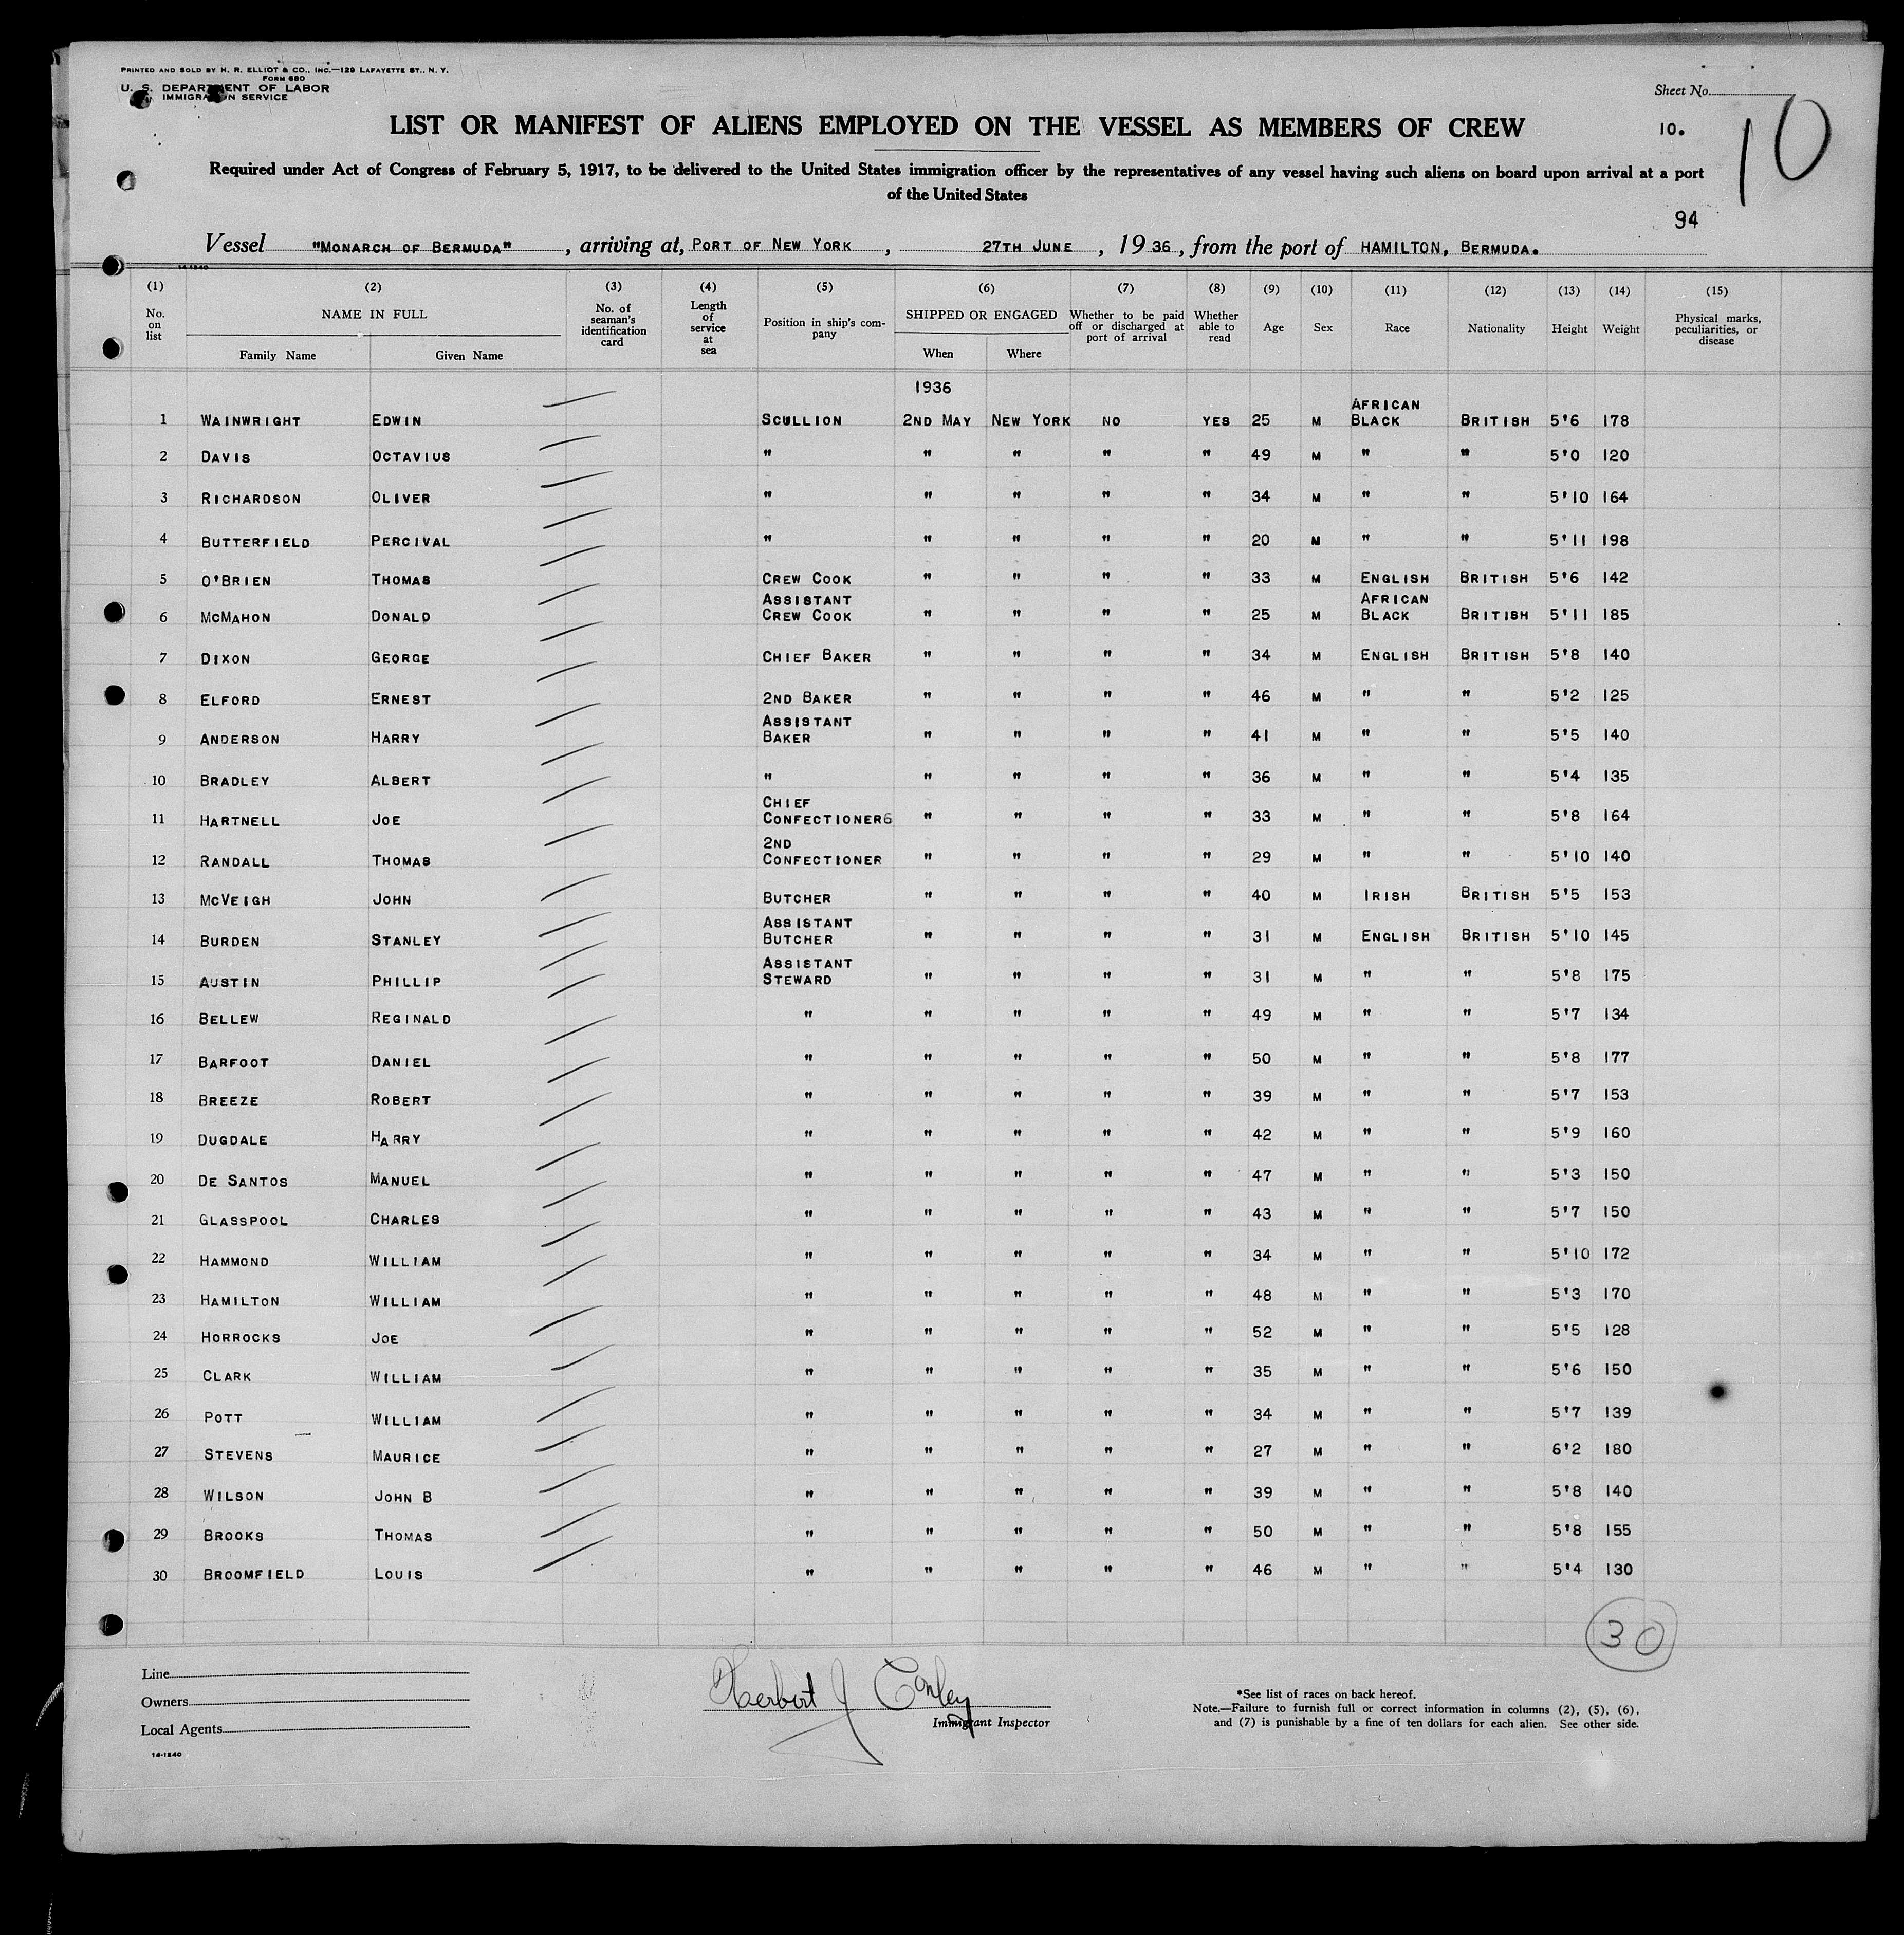 PRINTED AND SOLD BY H. R. ELLIOT & CO., INC.—129 LAFAYETTE ST., N. Y.
FORM 680
U. S. DEPARTMENT OF LABOR
IMMIGRATION SERVICE
Sheet No.
10.
10
LIST OR MANIFEST OF ALIENS EMPLOYED ON THE VESSEL AS MEMBERS OF CREW
Required under Act of Congress of February 5, 1917, to be delivered to the United States immigration officer by the representatives of any vessel having such aliens on board upon arrival at a port
of the United States
94
Vessel "MONARCH OF BERMUDA", arriving at, PORT OF NEW YORK, 27TH JUNE, 1936, from the port of HAMILTON, BERMUDA.
14-1240
(1) (2) (3) (4) (5) (6) (7) (8) (9) (10) (11) (12) (13) (14) (15)
No. on list NAME IN FULL Family Name Given Name No. of seaman's identification card Length of service at sea Position in ship's company SHIPPED OR ENGAGED When Where Whether to be paid off or discharged at port of arrival Whether able to read Age Sex Race Nationality Height Weight Physical marks, peculiarities, or disease
1936
1 WAINWRIGHT EDWIN SCULLION 2ND MAY NEW YORK NO YES 25 M AFRICAN BLACK BRITISH 5'6 178
2 DAVIS OCTAVIUS " " " " " 49 M " " 5'0 120
3 RICHARDSON OLIVER " " " " " 34 M " " 5'10 164
4 BUTTERFIELD PERCIVAL " " " " " 20 M " " 5'11 198
5 O'BRIEN THOMAS CREW COOK " " " " 33 M ENGLISH BRITISH 5'6 142
6 MCMAHON DONALD ASSISTANT CREW COOK " " " " 25 M AFRICAN BLACK BRITISH 5'11 185
7 DIXON GEORGE CHIEF BAKER " " " " 34 M ENGLISH BRITISH 5'8 140
8 ELFORD ERNEST 2ND BAKER " " " " 46 M " " 5'2 125
9 ANDERSON HARRY ASSISTANT BAKER " " " " 41 M " " 5'5 140
10 BRADLEY ALBERT " " " " " 36 M " " 5'4 135
11 HARTNELL JOE CHIEF CONFECTIONER6 " " " " 33 M " " 5'8 164
12 RANDALL THOMAS 2ND CONFECTIONER " " " " 29 M " " 5'10 140
13 MCVEIGH JOHN BUTCHER " " " " 40 M IRISH BRITISH 5'5 153
14 BURDEN STANLEY ASSISTANT BUTCHER " " " " 31 M ENGLISH BRITISH 5'10 145
15 AUSTIN PHILLIP ASSISTANT STEWARD " " " " 31 M " " 5'8 175
16 BELLEW REGINALD " " " " " 49 M " " 5'7 134
17 BARFOOT DANIEL " " " " " 50 M " " 5'8 177
18 BREEZE ROBERT " " " " " 39 M " " 5'7 153
19 DUGDALE HARRY " " " " " 42 M " " 5'9 160
20 DE SANTOS MANUEL " " " " " 47 M " " 5'3 150
21 GLASSPOOL CHARLES " " " " " 43 M " " 5'7 150
22 HAMMOND WILLIAM " " " " " 34 M " " 5'10 172
23 HAMILTON WILLIAM " " " " " 48 M " " 5'3 170
24 HORROCKS JOE " " " " " 52 M " " 5'5 128
25 CLARK WILLIAM " " " " " 35 M " " 5'6 150
26 POTT WILLIAM " " " " " 34 M " " 5'7 139
27 STEVENS MAURICE " " " " " 27 M " " 6'2 180
28 WILSON JOHN B " " " " " 39 M " " 5'8 140
29 BROOKS THOMAS " " " " " 50 M " " 5'8 155
30 BROOMFIELD LOUIS " " " " " 46 M " " 5'4 130
30
Line
Owners
Local Agents
14-1240
Herbert J Conley
Immigrant Inspector
*See list of races on back hereof.
Note.—Failure to furnish full or correct information in columns (2), (5), (6),
and (7) is punishable by a fine of ten dollars for each alien. See other side.